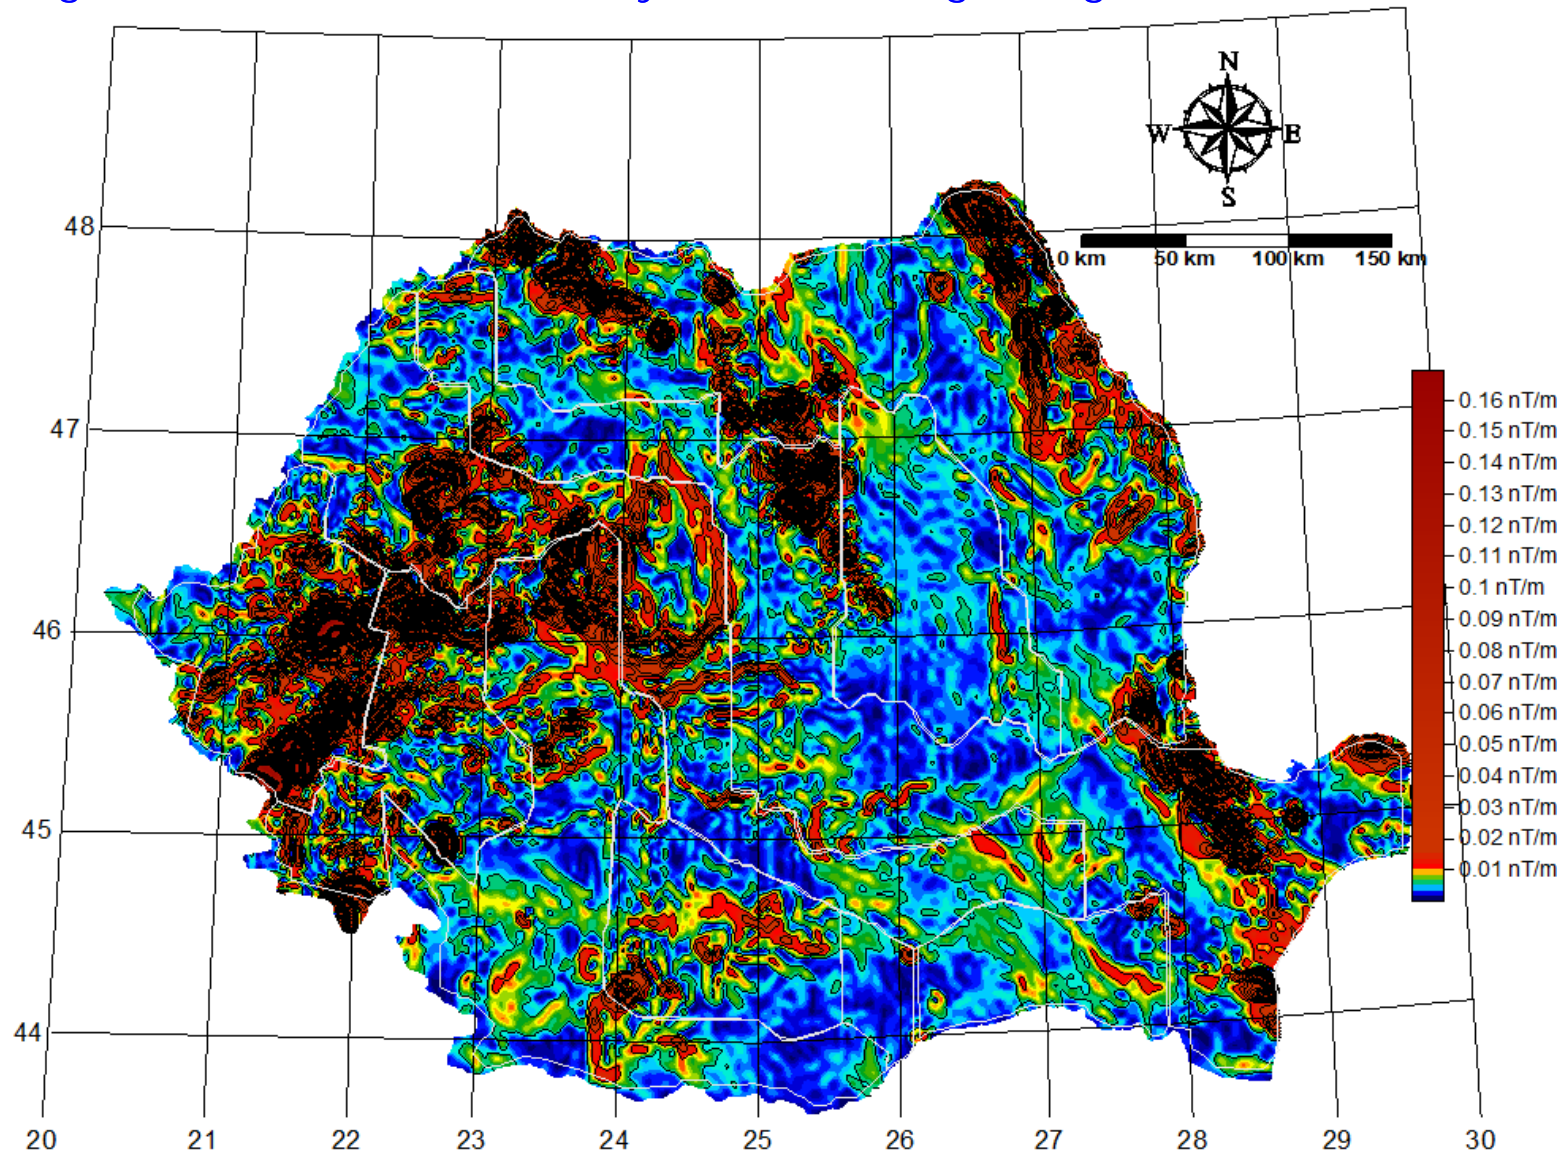 N
W E
S
0 km 50 km 100 km 150 km
48
47
46
45
44
0.16 nT/m
0.15 nT/m
0.14 nT/m
0.13 nT/m
0.12 nT/m
0.11 nT/m
0.1 nT/m
0.09 nT/m
0.08 nT/m
0.07 nT/m
0.06 nT/m
0.05 nT/m
0.04 nT/m
0.03 nT/m
0.02 nT/m
0.01 nT/m
20 21 22 23 24 25 26 27 28 29 30